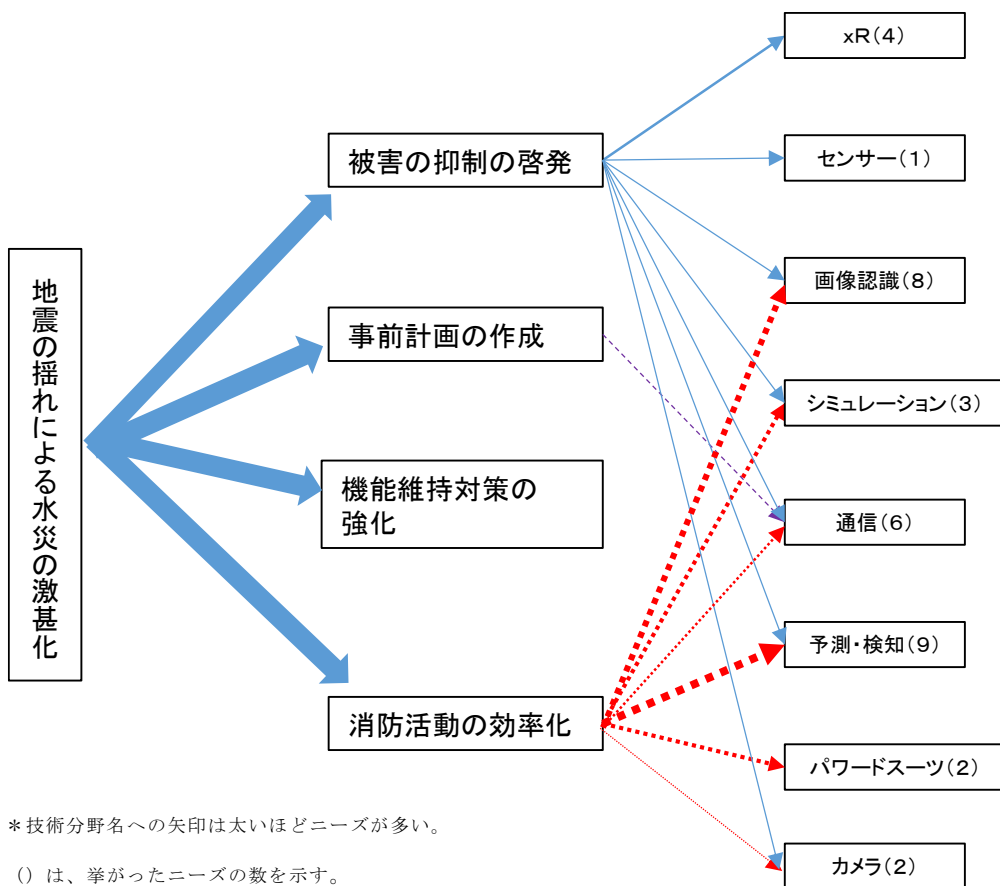 地震の揺れによる水災の激甚化
被害の抑制の啓発
事前計画の作成
機能維持対策の
強化
消防活動の効率化
xR(4)
センサー(1)
画像認識(8)
シミュレーション(3)
通信(6)
予測・検知(9)
パワードスーツ(2)
カメラ(2)
＊技術分野名への矢印は太いほどニーズが多い。
（）は、挙がったニーズの数を示す。